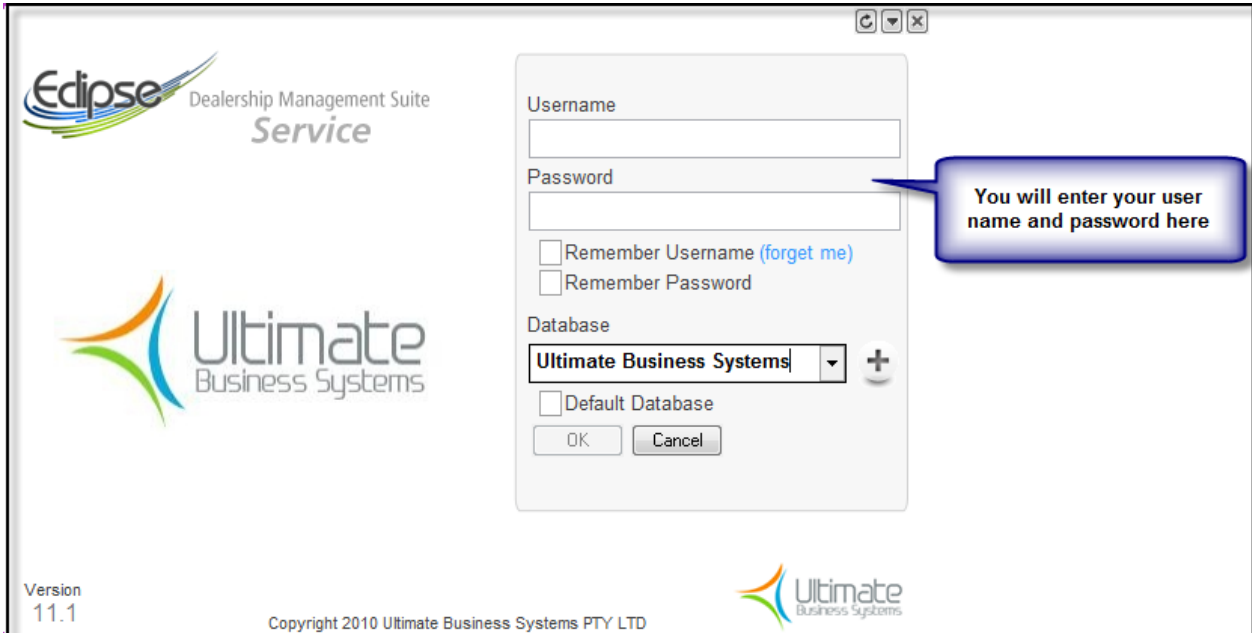 Eclipse
Dealership Management Suite
Service
Username
Password
You will enter your user
name and password here
Remember Username (forget me)
Remember Password
Ultimate
Business Systems
Database
Ultimate Business Systems
Default Database
OK Cancel
Version
11.1
Copyright 2010 Ultimate Business Systems PTY LTD
Ultimate
Business Systems